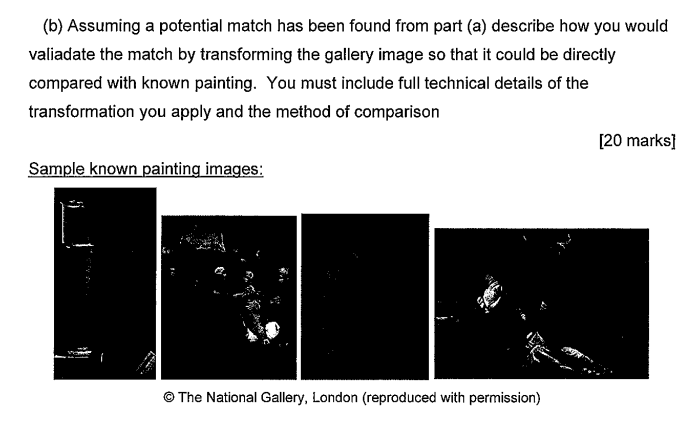 (b) Assuming a potential match has been found from part (a) describe how you would
valiadate the match by transforming the gallery image so that it could be directly
compared with known painting. You must include full technical details of the
transformation you apply and the method of comparison
[20 marks]
Sample known painting images:
© The National Gallery, London (reproduced with permission)